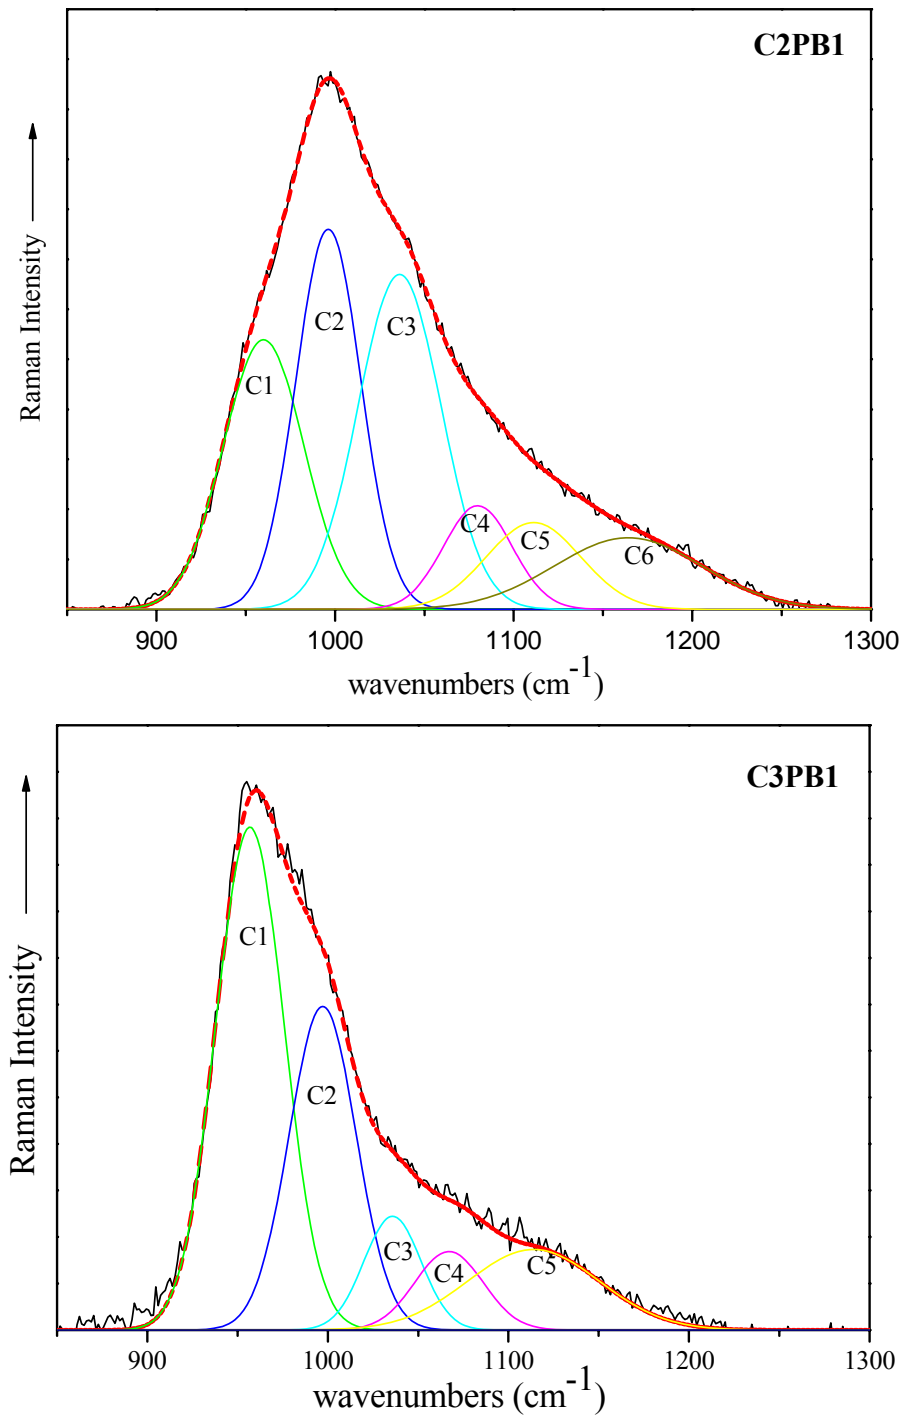 C2PB1
Raman Intensity
C1
C2
C3
C4
C5
C6
900 1000 1100 1200 1300
wavenumbers (cm-1)
C3PB1
Raman Intensity
C1
C2
C3
C4
C5
900 1000 1100 1200 1300
wavenumbers (cm-1)